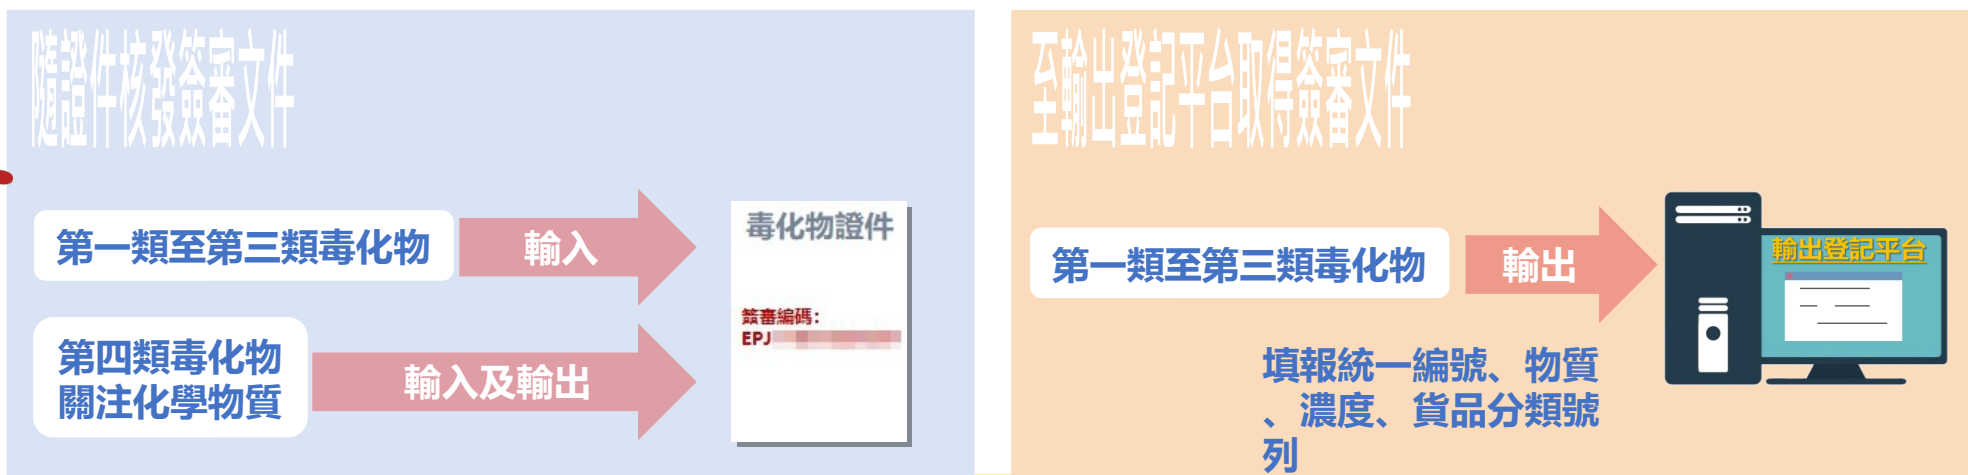 隨證件核發簽審文件
第一類至第三類毒化物
輸入
毒化物證件
簽審編碼：
EPJ
第四類毒化物
關注化學物質
輸入及輸出
至輸出登記平台取得簽審文件
第一類至第三類毒化物
輸出
輸出登記平台
填報統一編號、物質
、濃度、貨品分類號
列